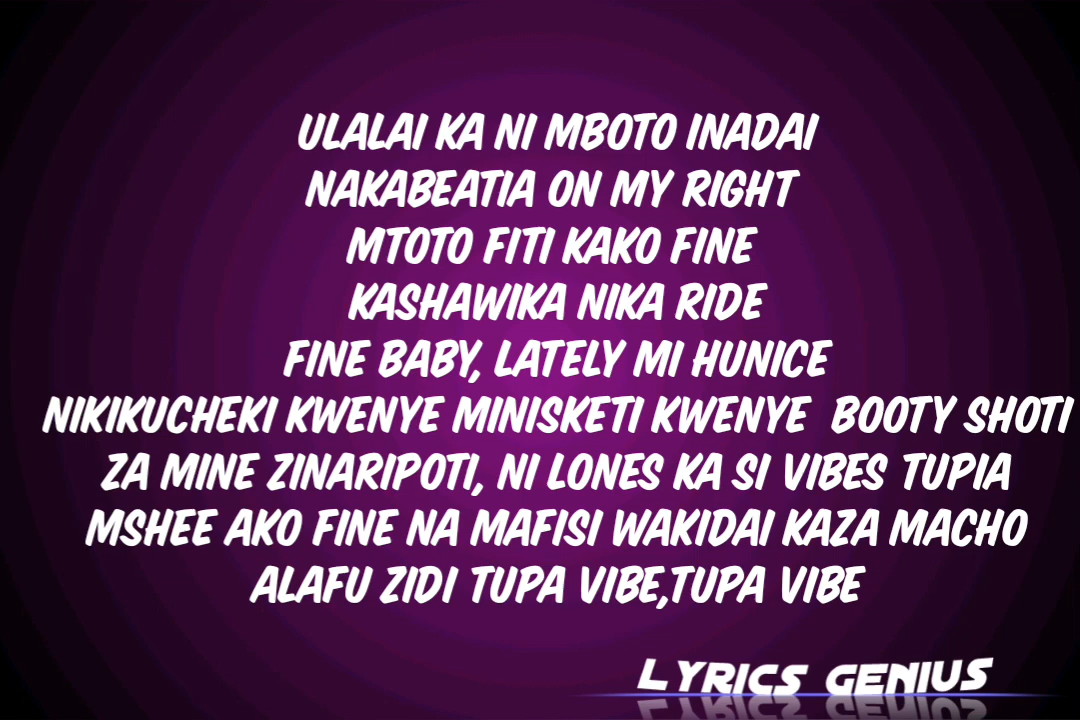 ULALAI KA NI MBOTO INADAI
NAKABEATIA ON MY RIGHT
MTOTO FITI KAKO FINE
KASHAWIKA NIKA RIDE
FINE BABY, LATELY MI HUNICE
NIKIKUCHEKI KWENYE MINISKETI KWENYE BOOTY SHOTI
ZA MINE ZINARIPOTI, NI LONES KA SI VIBES TUPIA
MSHEE AKO FINE NA MAFISI WAKIDAI KAZA MACHO
ALAFU ZIDI TUPA VIBE,TUPA VIBE
LYRICS GENIUS